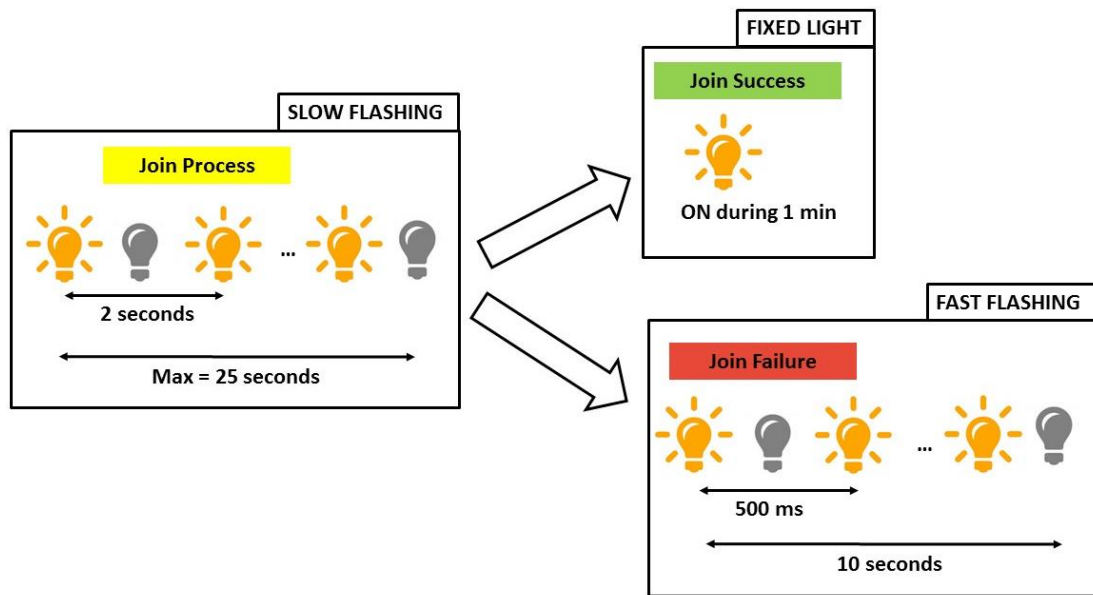 SLOW FLASHING
Join Process
...
2 seconds
Max = 25 seconds
FIXED LIGHT
Join Success
ON during 1 min
FAST FLASHING
Join Failure
...
500 ms
10 seconds